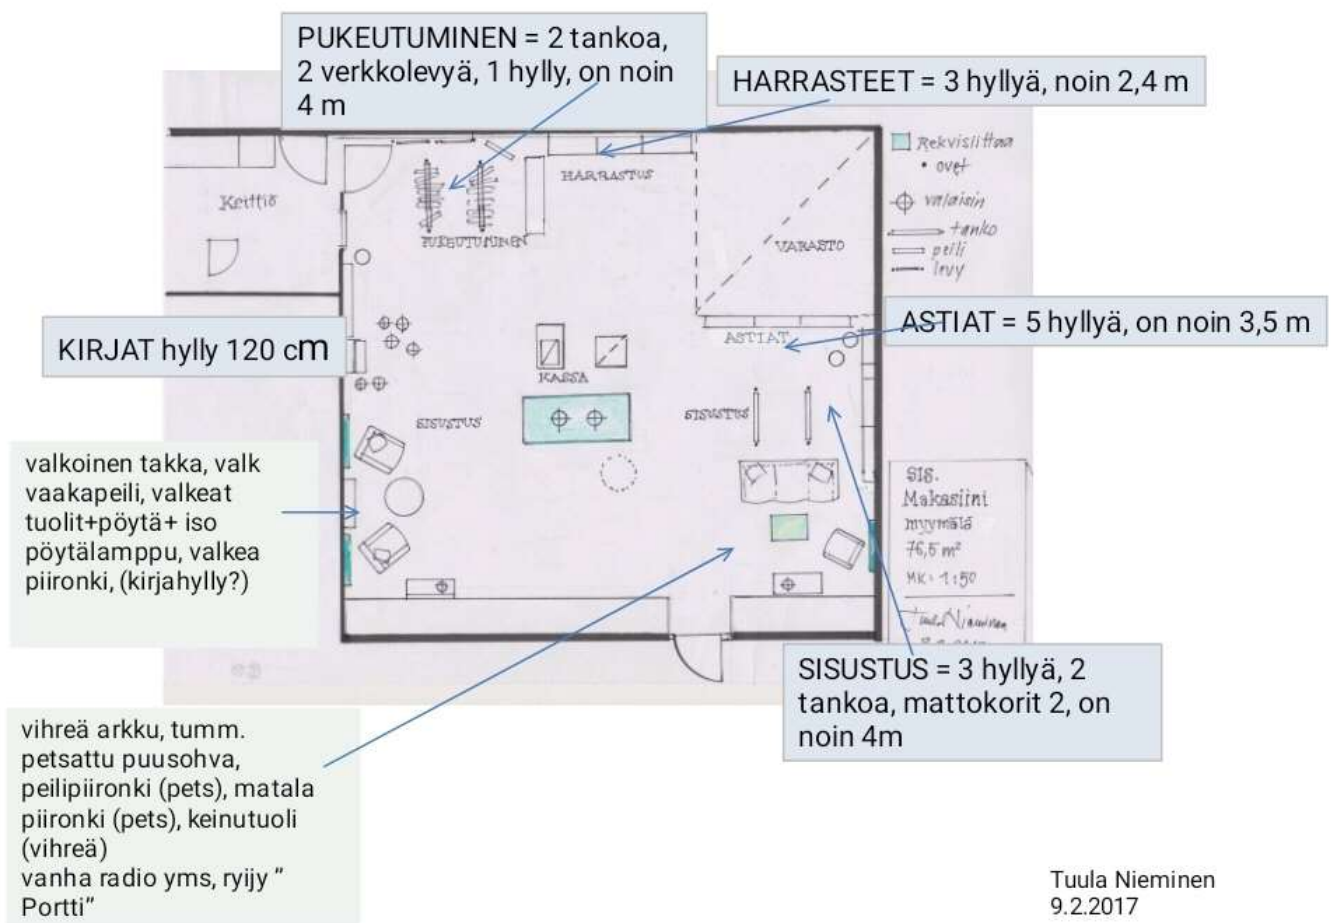 PUKEUTUMINEN = 2 tankoa,
2 verkkolevyä, 1 hylly, on noin
4 m
HARRASTEET = 3 hyllyä, noin 2,4 m
Rekvisiittaa
• ovet
valaisin
tanko
peili
levy
Keittiö
HARRASTUS
PUKEUTUMINEN
VARASTO
ASTIAT = 5 hyllyä, on noin 3,5 m
ASTIAT
KIRJAT hylly 120 cm
KASSA
SISUSTUS
SISUSTUS
valkoinen takka, valk
vaakapeili, valkeat
tuolit+pöytä+ iso
pöytälamppu, valkea
piironki, (kirjahylly?)
SIS.
Makasiini
myymälä
76,5 m²
MK: 1:50
Tuula Nieminen
SISUSTUS = 3 hyllyä, 2
tankoa, mattokorit 2, on
noin 4m
vihreä arkku, tumm.
petsattu puusohva,
peilipiironki (pets), matala
piironki (pets), keinutuoli
(vihreä)
vanha radio yms, ryijy ”
Portti”
Tuula Nieminen
9.2.2017